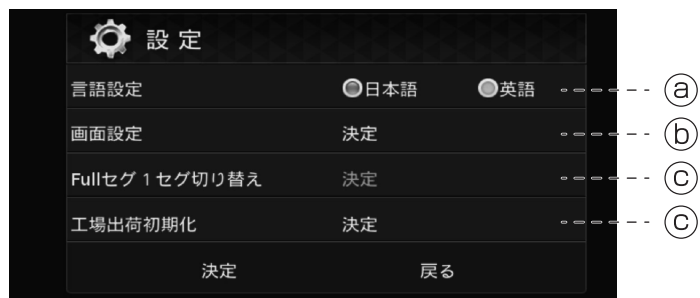 設定
言語設定 日本語 英語 ⓐ
画面設定 決定 ⓑ
Fullセグ1セグ切り替え 決定 ⓒ
工場出荷初期化 決定 ⓒ
決定 戻る